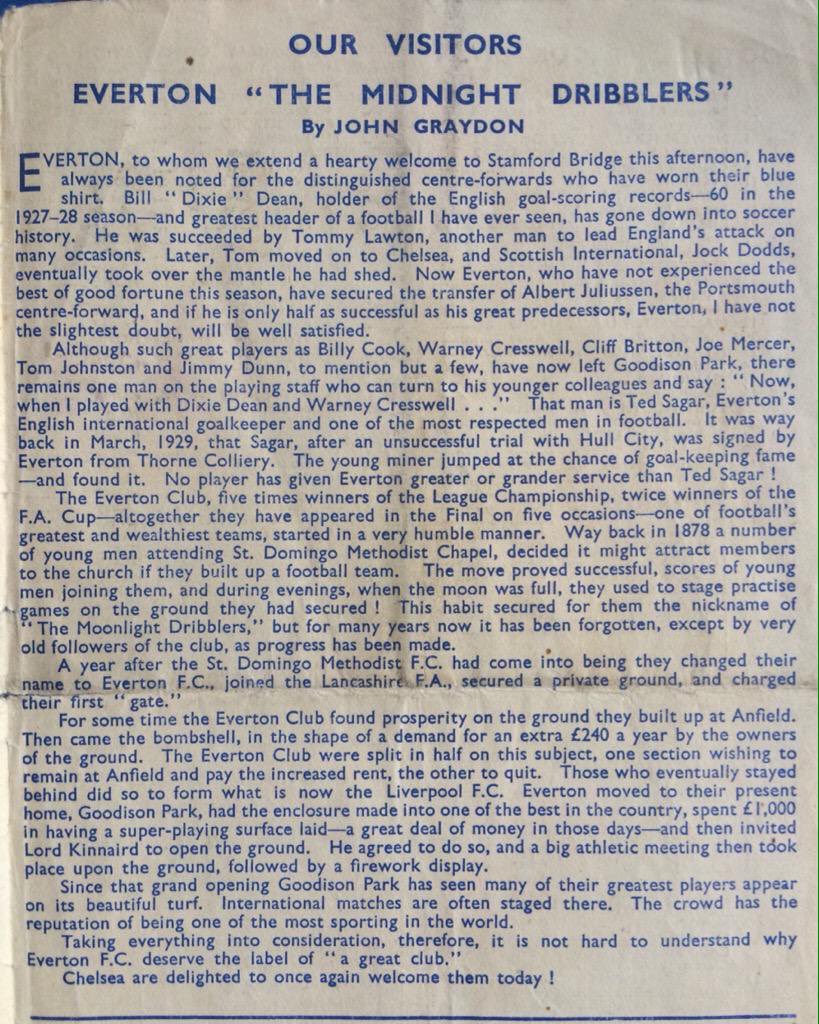 OUR VISITORS
EVERTON "THE MIDNIGHT DRIBBLERS"
By JOHN GRAYDON
EVERTON, to whom we extend a hearty welcome to Stamford Bridge this afternoon, have
always been noted for the distinguished centre-forwards who have worn their blue
shirt. Bill "Dixie" Dean, holder of the English goal-scoring records—60 in the
1927-28 season—and greatest header of a football I have ever seen, has gone down into soccer
history. He was succeeded by Tommy Lawton, another man to lead England's attack on
many occasions. Later, Tom moved on to Chelsea, and Scottish International, Jock Dodds,
eventually took over the mantle he had shed. Now Everton, who have not experienced the
best of good fortune this season, have secured the transfer of Albert Juliussen, the Portsmouth
centre-forward, and if he is only half as successful as his great predecessors, Everton, I have not
the slightest doubt, will be well satisfied.
Although such great players as Billy Cook, Warney Cresswell, Cliff Britton, Joe Mercer,
Tom Johnston and Jimmy Dunn, to mention but a few, have now left Goodison Park, there
remains one man on the playing staff who can turn to his younger colleagues and say : "Now,
when I played with Dixie Dean and Warney Cresswell . . ." That man is Ted Sagar, Everton's
English international goalkeeper and one of the most respected men in football. It was way
back in March, 1929, that Sagar, after an unsuccessful trial with Hull City, was signed by
Everton from Thorne Colliery. The young miner jumped at the chance of goal-keeping fame
—and found it. No player has given Everton greater or grander service than Ted Sagar !
The Everton Club, five times winners of the League Championship, twice winners of the
F.A. Cup—altogether they have appeared in the Final on five occasions—one of football's
greatest and wealthiest teams, started in a very humble manner. Way back in 1878 a number
of young men attending St. Domingo Methodist Chapel, decided it might attract members
to the church if they built up a football team. The move proved successful, scores of young
men joining them, and during evenings, when the moon was full, they used to stage practise
games on the ground they had secured ! This habit secured for them the nickname of
"The Moonlight Dribblers," but for many years now it has been forgotten, except by very
old followers of the club, as progress has been made.
A year after the St. Domingo Methodist F.C. had come into being they changed their
name to Everton F.C., joined the Lancashire F.A., secured a private ground, and charged
their first "gate."
For some time the Everton Club found prosperity on the ground they built up at Anfield.
Then came the bombshell, in the shape of a demand for an extra £240 a year by the owners
of the ground. The Everton Club were split in half on this subject, one section wishing to
remain at Anfield and pay the increased rent, the other to quit. Those who eventually stayed
behind did so to form what is now the Liverpool F.C. Everton moved to their present
home, Goodison Park, had the enclosure made into one of the best in the country, spent £1,000
in having a super-playing surface laid—a great deal of money in those days—and then invited
Lord Kinnaird to open the ground. He agreed to do so, and a big athletic meeting then took
place upon the ground, followed by a firework display.
Since that grand opening Goodison Park has seen many of their greatest players appear
on its beautiful turf. International matches are often staged there. The crowd has the
reputation of being one of the most sporting in the world.
Taking everything into consideration, therefore, it is not hard to understand why
Everton F.C. deserve the label of "a great club."
Chelsea are delighted to once again welcome them today !